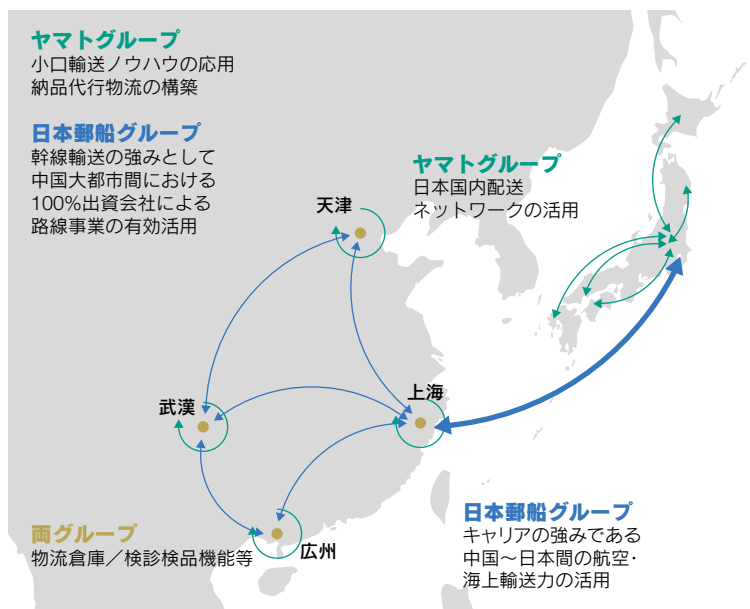 ヤマトグループ
小口輸送ノウハウの応用
納品代行物流の構築
日本郵船グループ
幹線輸送の強みとして
中国大都市間における
100%出資会社による
路線事業の有効活用
ヤマトグループ
日本国内配送
ネットワークの活用
天津
武漢
上海
広州
両グループ
物流倉庫／検診検品機能等
日本郵船グループ
キャリアの強みである
中国～日本間の航空・
海上輸送力の活用